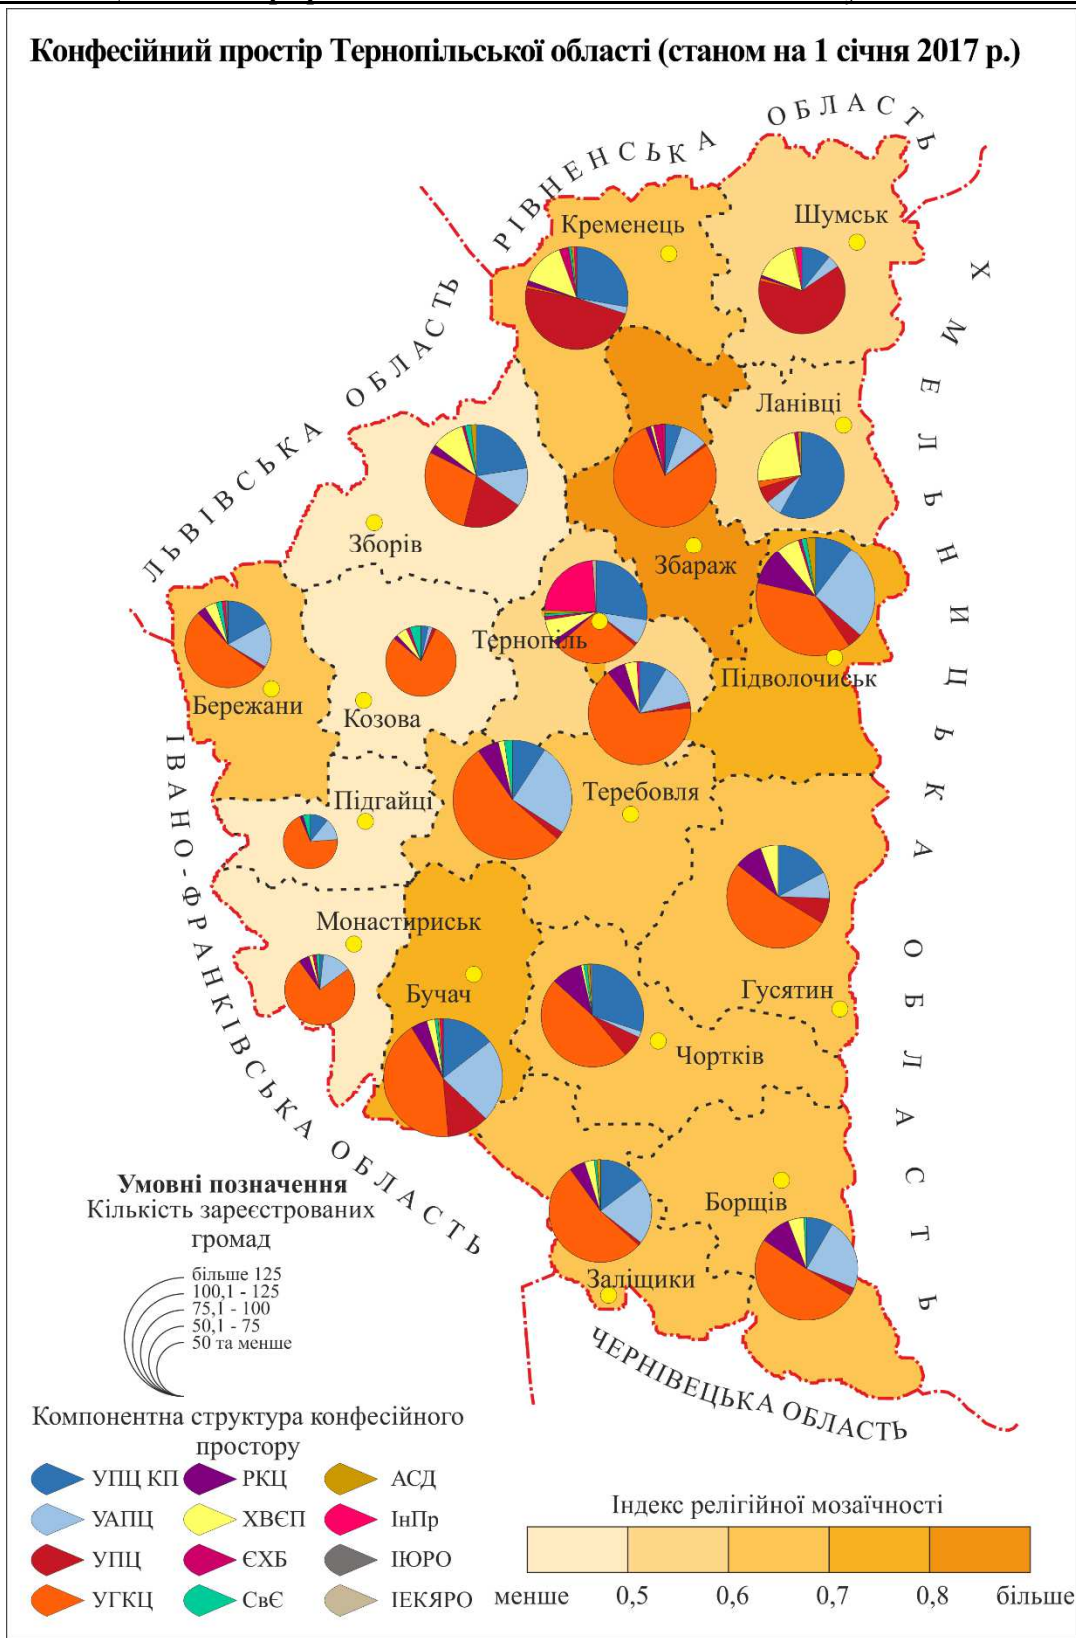 Конфесійний простір Тернопільської області (станом на 1 січня 2017 р.)
РІВНЕНСЬКА ОБЛАСТЬ
ХМЕЛЬНИЦЬКА ОБЛАСТЬ
ЛЬВІВСЬКА ОБЛАСТЬ
ІВАНО-ФРАНКІВСЬКА ОБЛАСТЬ
ЧЕРНІВЕЦЬКА ОБЛАСТЬ
Шумськ
Кременець
Ланівці
Зборів
Збараж
Тернопіль
Підволочиськ
Бережани
Козова
Теребовля
Підгайці
Монастириськ
Бучач
Гусятин
Чортків
Борщів
Заліщики
Умовні позначення
Кількість зареєстрованих
громад
більше 125
100,1 - 125
75,1 - 100
50,1 - 75
50 та менше
Компонентна структура конфесійного
простору
УПЦ КП РКЦ АСД
УАПЦ ХВЄП ІнПр
УПЦ ЄХБ ІЮРО
УГКЦ СвЄ ІЕКЯРО
Індекс релігійної мозаїчності
менше 0,5 0,6 0,7 0,8 більше